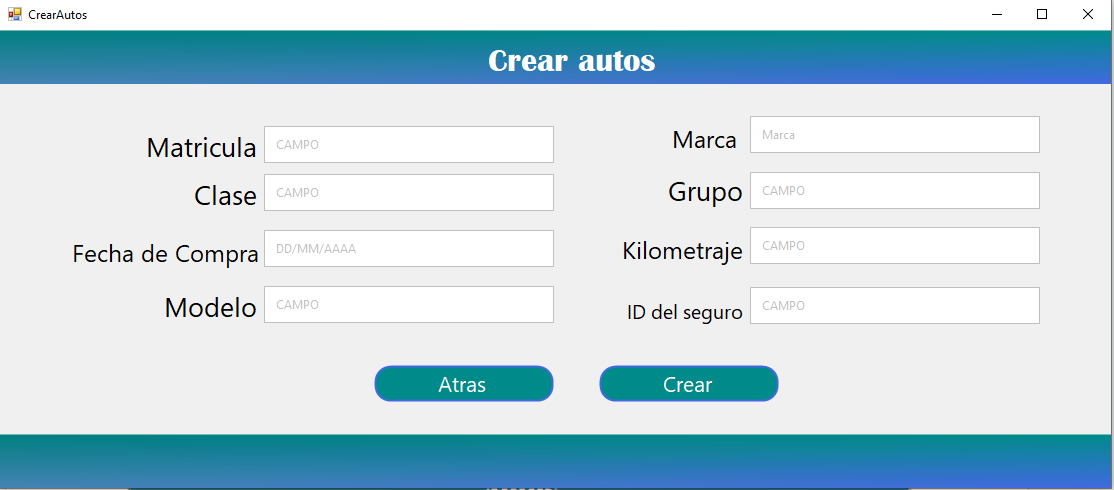 CrearAutos
Crear autos
Matricula CAMPO
Clase CAMPO
Fecha de Compra DD/MM/AAAA
Modelo CAMPO
Marca Marca
Grupo CAMPO
Kilometraje CAMPO
ID del seguro CAMPO
Atras
Crear